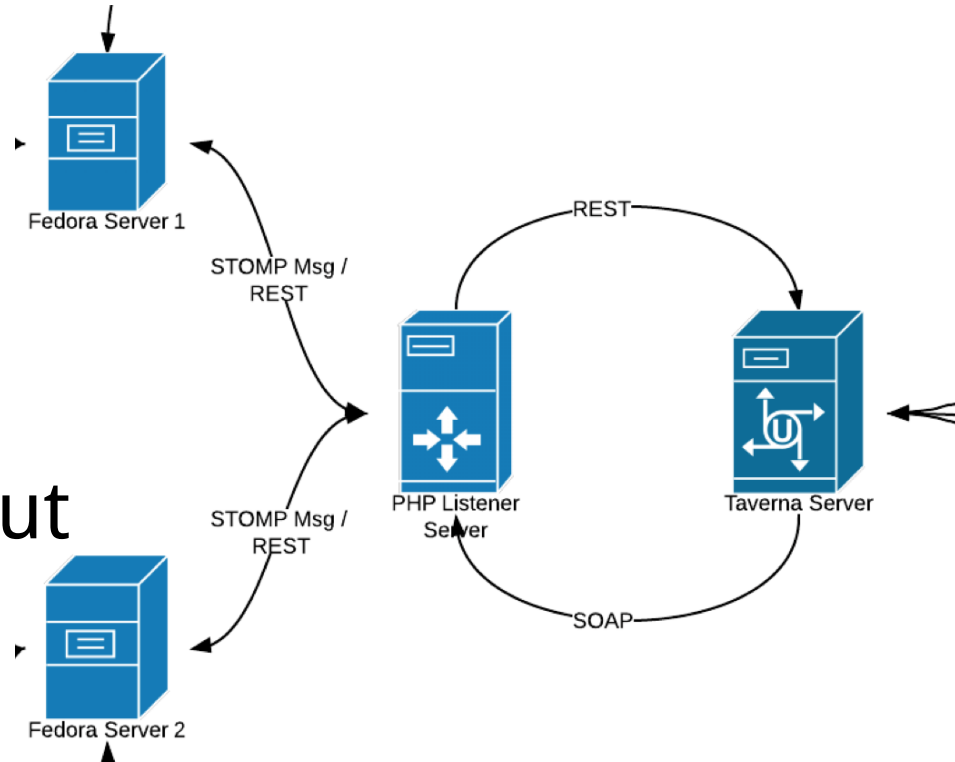 Fedora Server 1
STOMP Msg /
REST
REST
PHP Listener
Server
U
Taverna Server
ut
STOMP Msg /
REST
SOAP
Fedora Server 2